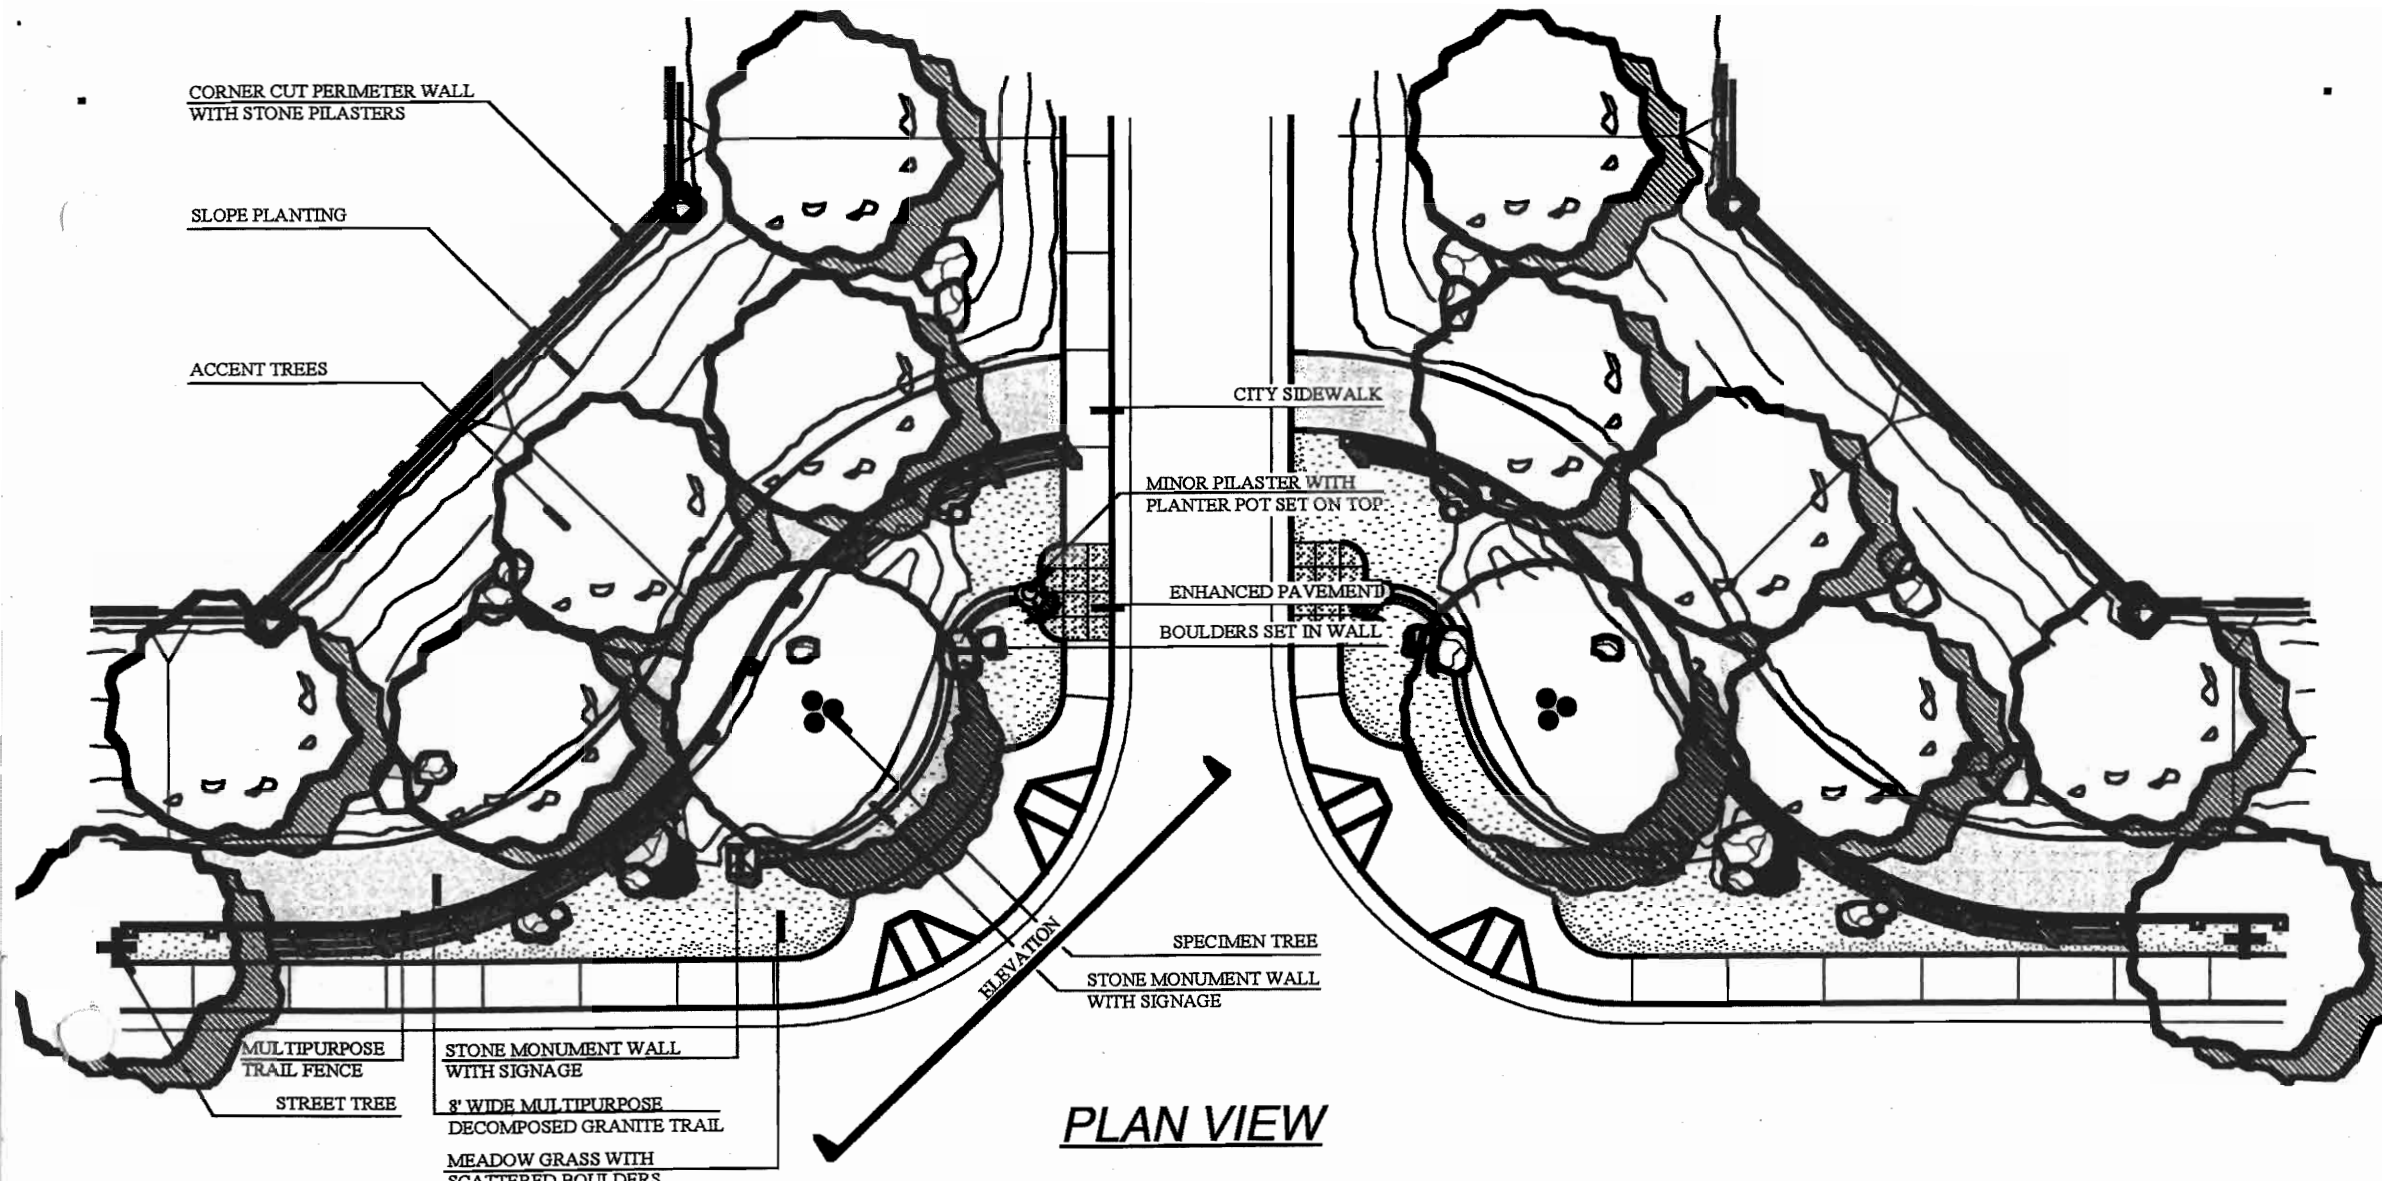 CORNER CUT PERIMETER WALL
WITH STONE PILASTERS
SLOPE PLANTING
ACCENT TREES
CITY SIDEWALK
MINOR PILASTER WITH
PLANTER POT SET ON TOP
ENHANCED PAVEMENT
BOULDERS SET IN WALL
SPECIMEN TREE
STONE MONUMENT WALL
WITH SIGNAGE
ELEVATION
MULTIPURPOSE
TRAIL FENCE
STREET TREE
STONE MONUMENT WALL
WITH SIGNAGE
8' WIDE MULTIPURPOSE
DECOMPOSED GRANITE TRAIL
MEADOW GRASS WITH
SCATTERED BOULDERS
PLAN VIEW